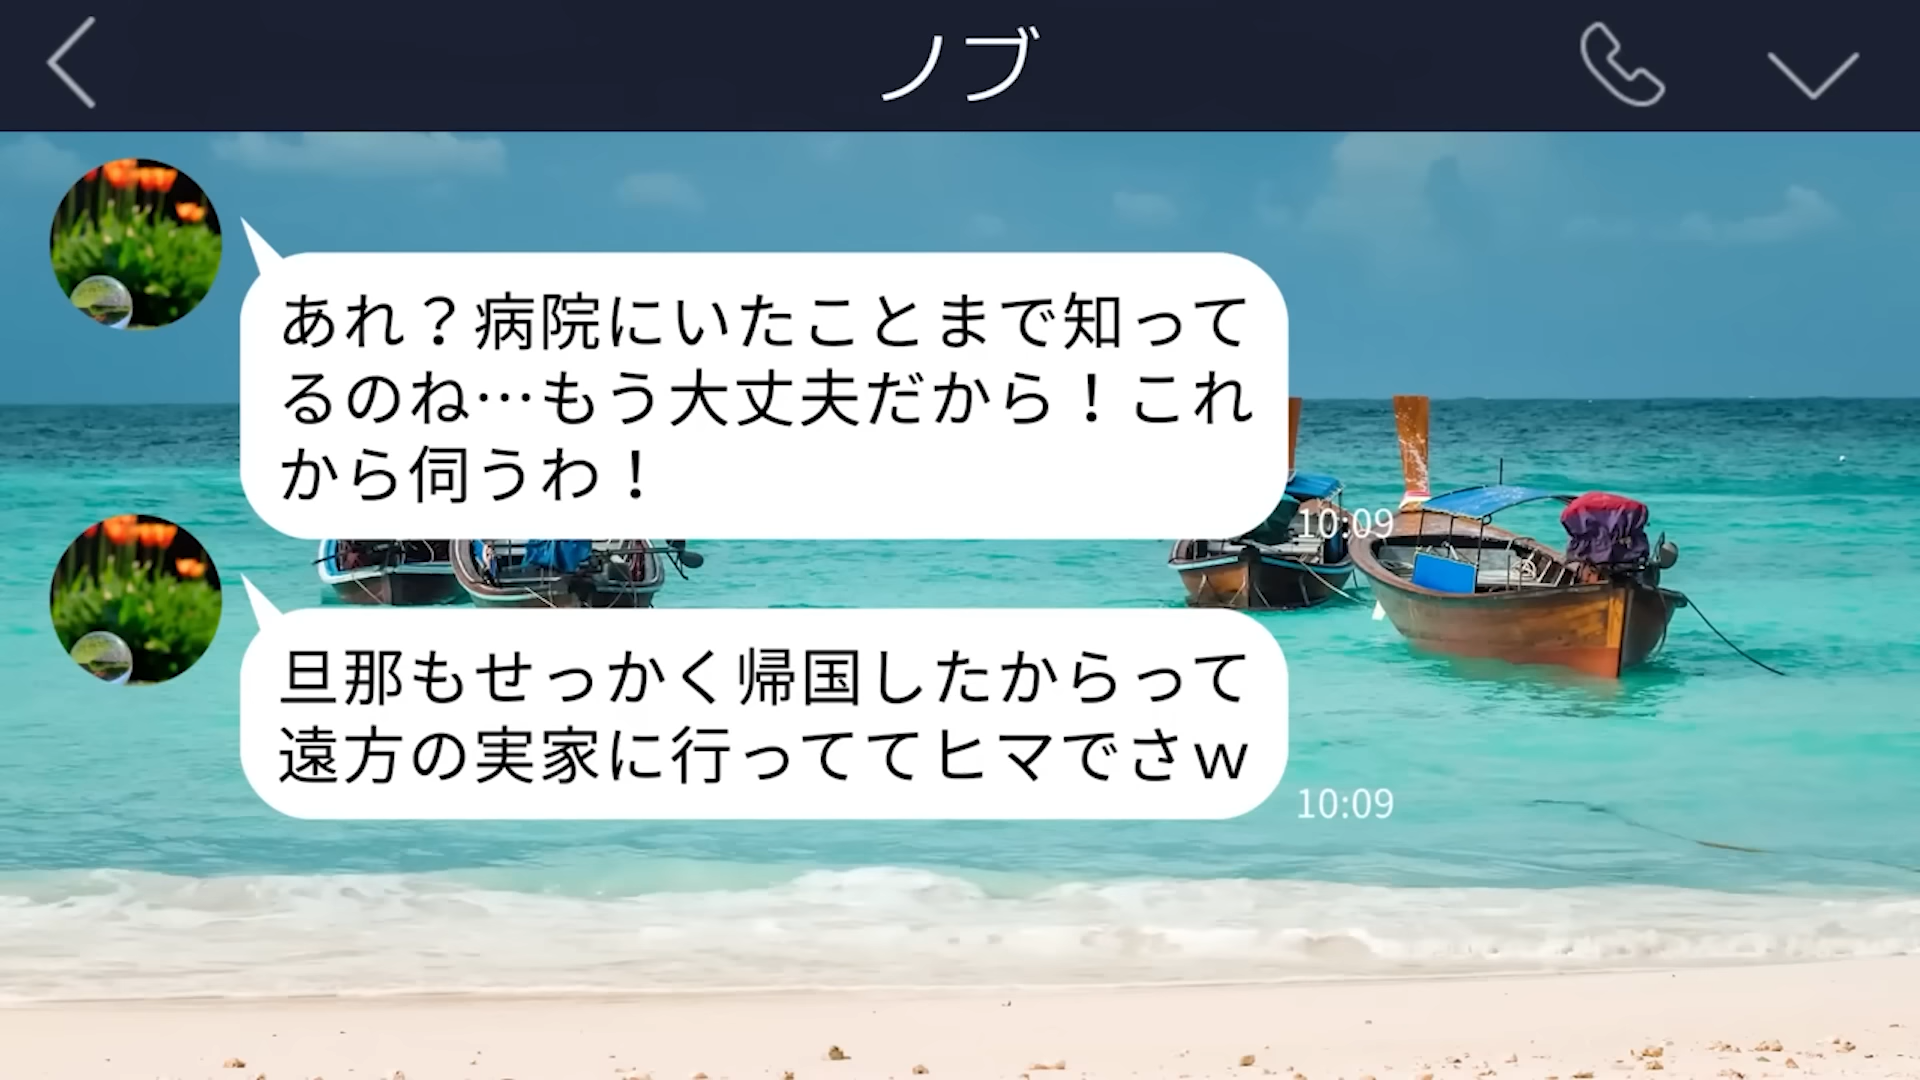 ノブ
あれ？病院にいたことまで知って
るのね…もう大丈夫だから！これ
から伺うわ！
10:09
旦那もせっかく帰国したからって
遠方の実家に行っててヒマでさｗ
10:09